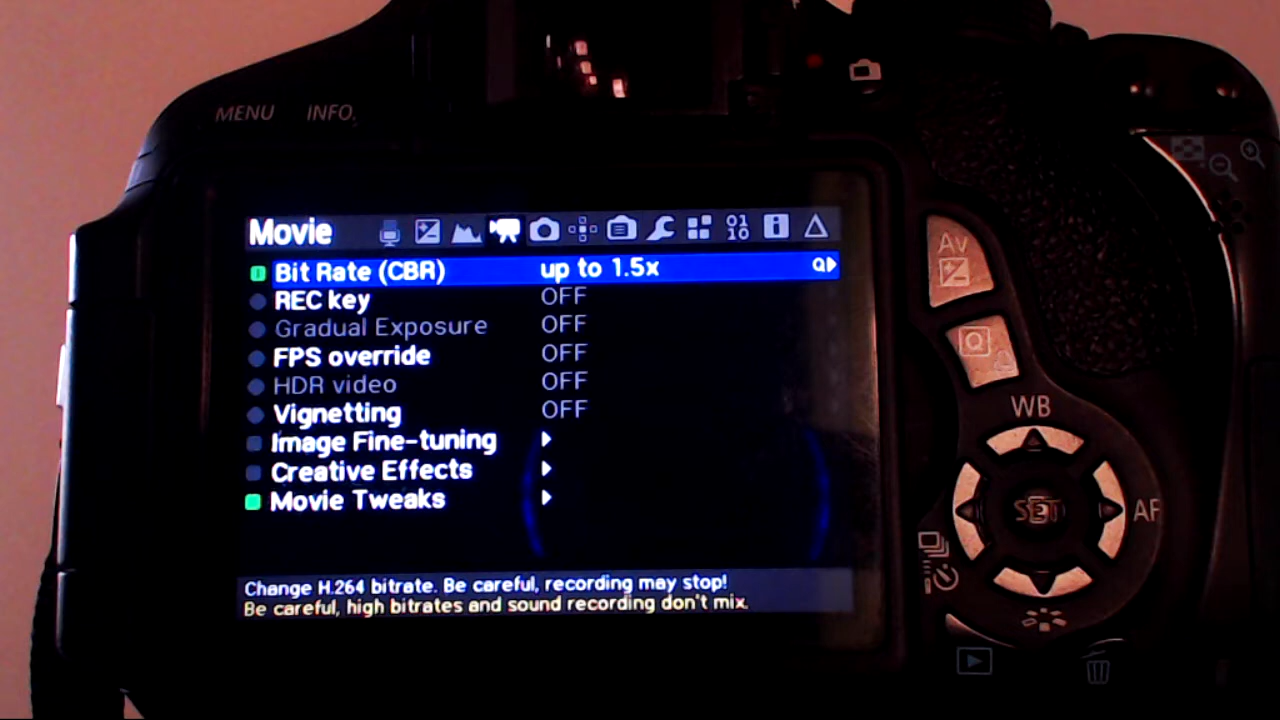 MENU INFO.
Movie
01
10
Bit Rate (CBR) up to 1.5x Q
REC key OFF
Gradual Exposure OFF
FPS override OFF
HDR video OFF
Vignetting OFF
Image Fine-tuning
Creative Effects
Movie Tweaks
Change H.264 bitrate. Be careful, recording may stop!
Be careful, high bitrates and sound recording don't mix.
Av
Q
WB
SET
AF